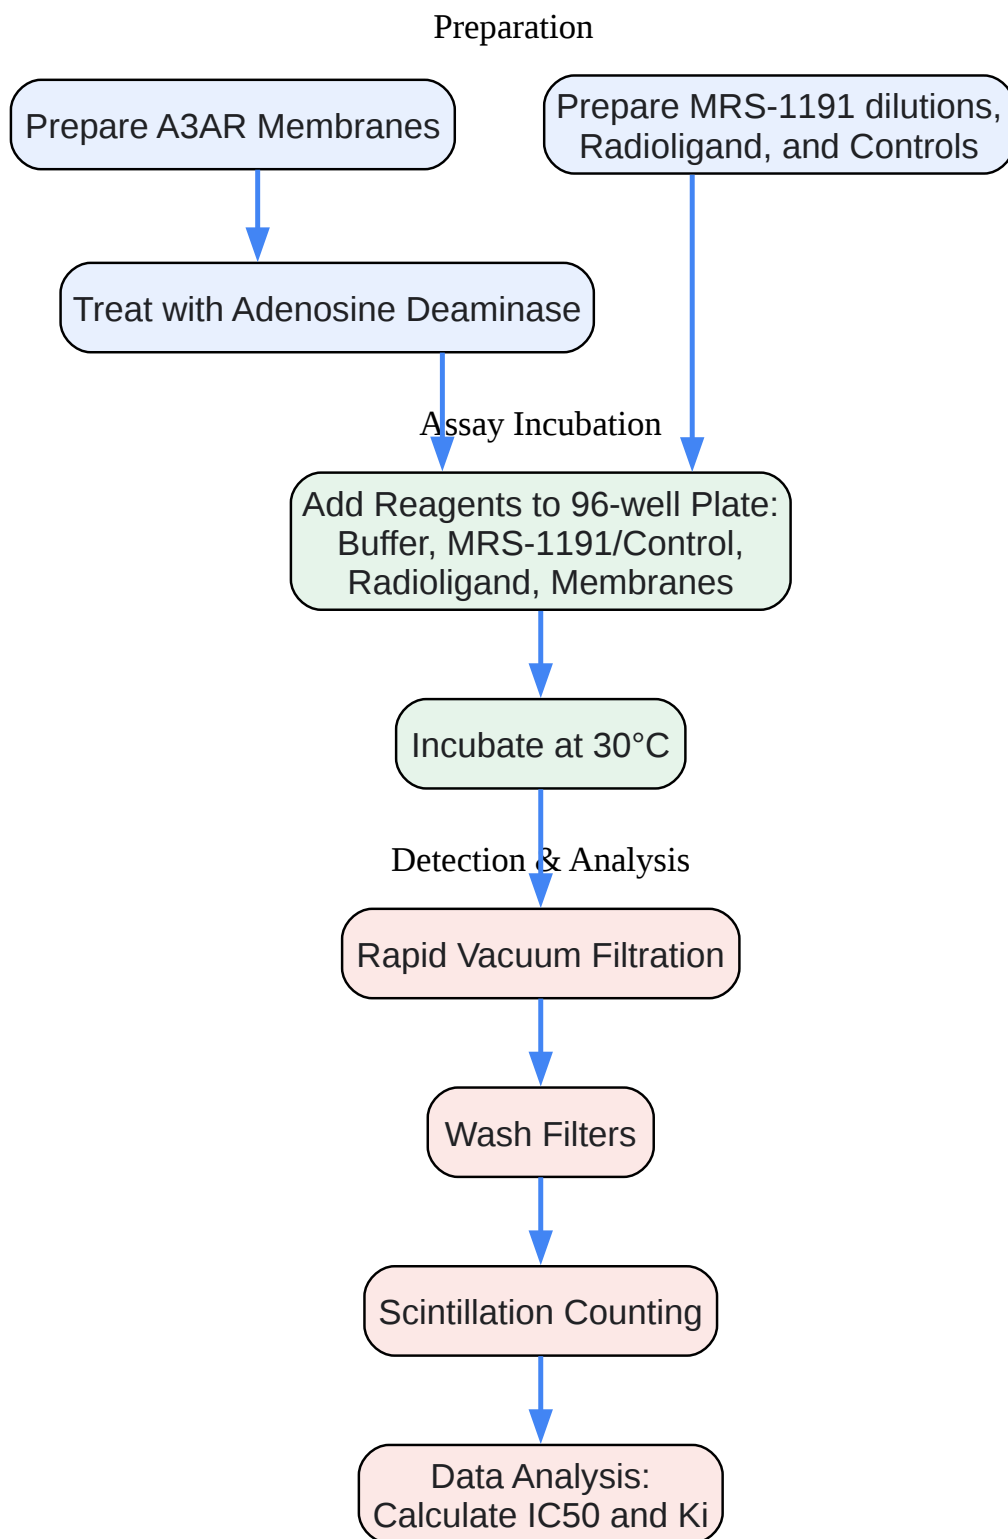 Preparation
Prepare A3AR Membranes
Prepare MRS-1191 dilutions,
Radioligand, and Controls
Treat with Adenosine Deaminase
Assay Incubation
Add Reagents to 96-well Plate:
Buffer, MRS-1191/Control,
Radioligand, Membranes
Incubate at 30°C
Detection & Analysis
Rapid Vacuum Filtration
Wash Filters
Scintillation Counting
Data Analysis:
Calculate IC50 and Ki